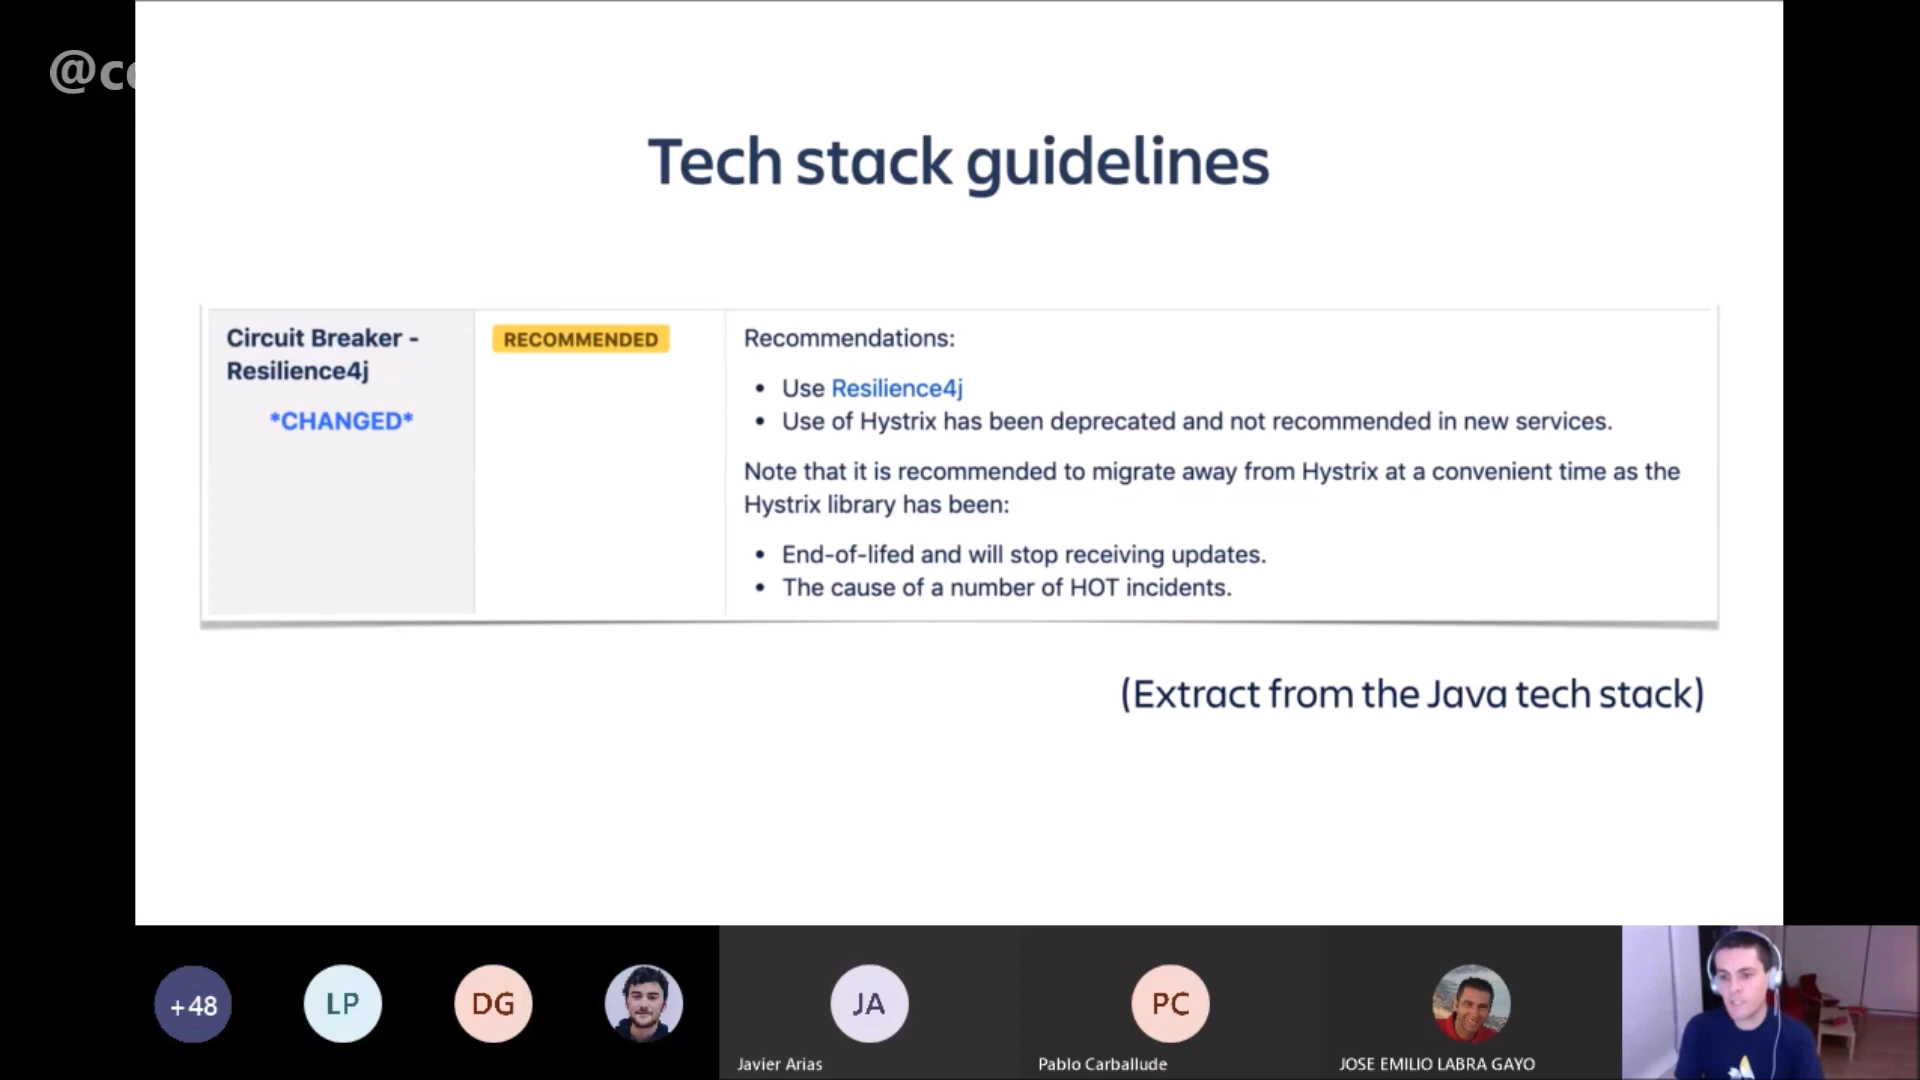 @co
Tech stack guidelines
Circuit Breaker -
Resilience4j
*CHANGED*
RECOMMENDED
Recommendations:
• Use Resilience4j
• Use of Hystrix has been deprecated and not recommended in new services.
Note that it is recommended to migrate away from Hystrix at a convenient time as the
Hystrix library has been:
• End-of-lifed and will stop receiving updates.
• The cause of a number of HOT incidents.
(Extract from the Java tech stack)
+48
LP
DG
JA
PC
Javier Arias
Pablo Carballude
JOSE EMILIO LABRA GAYO